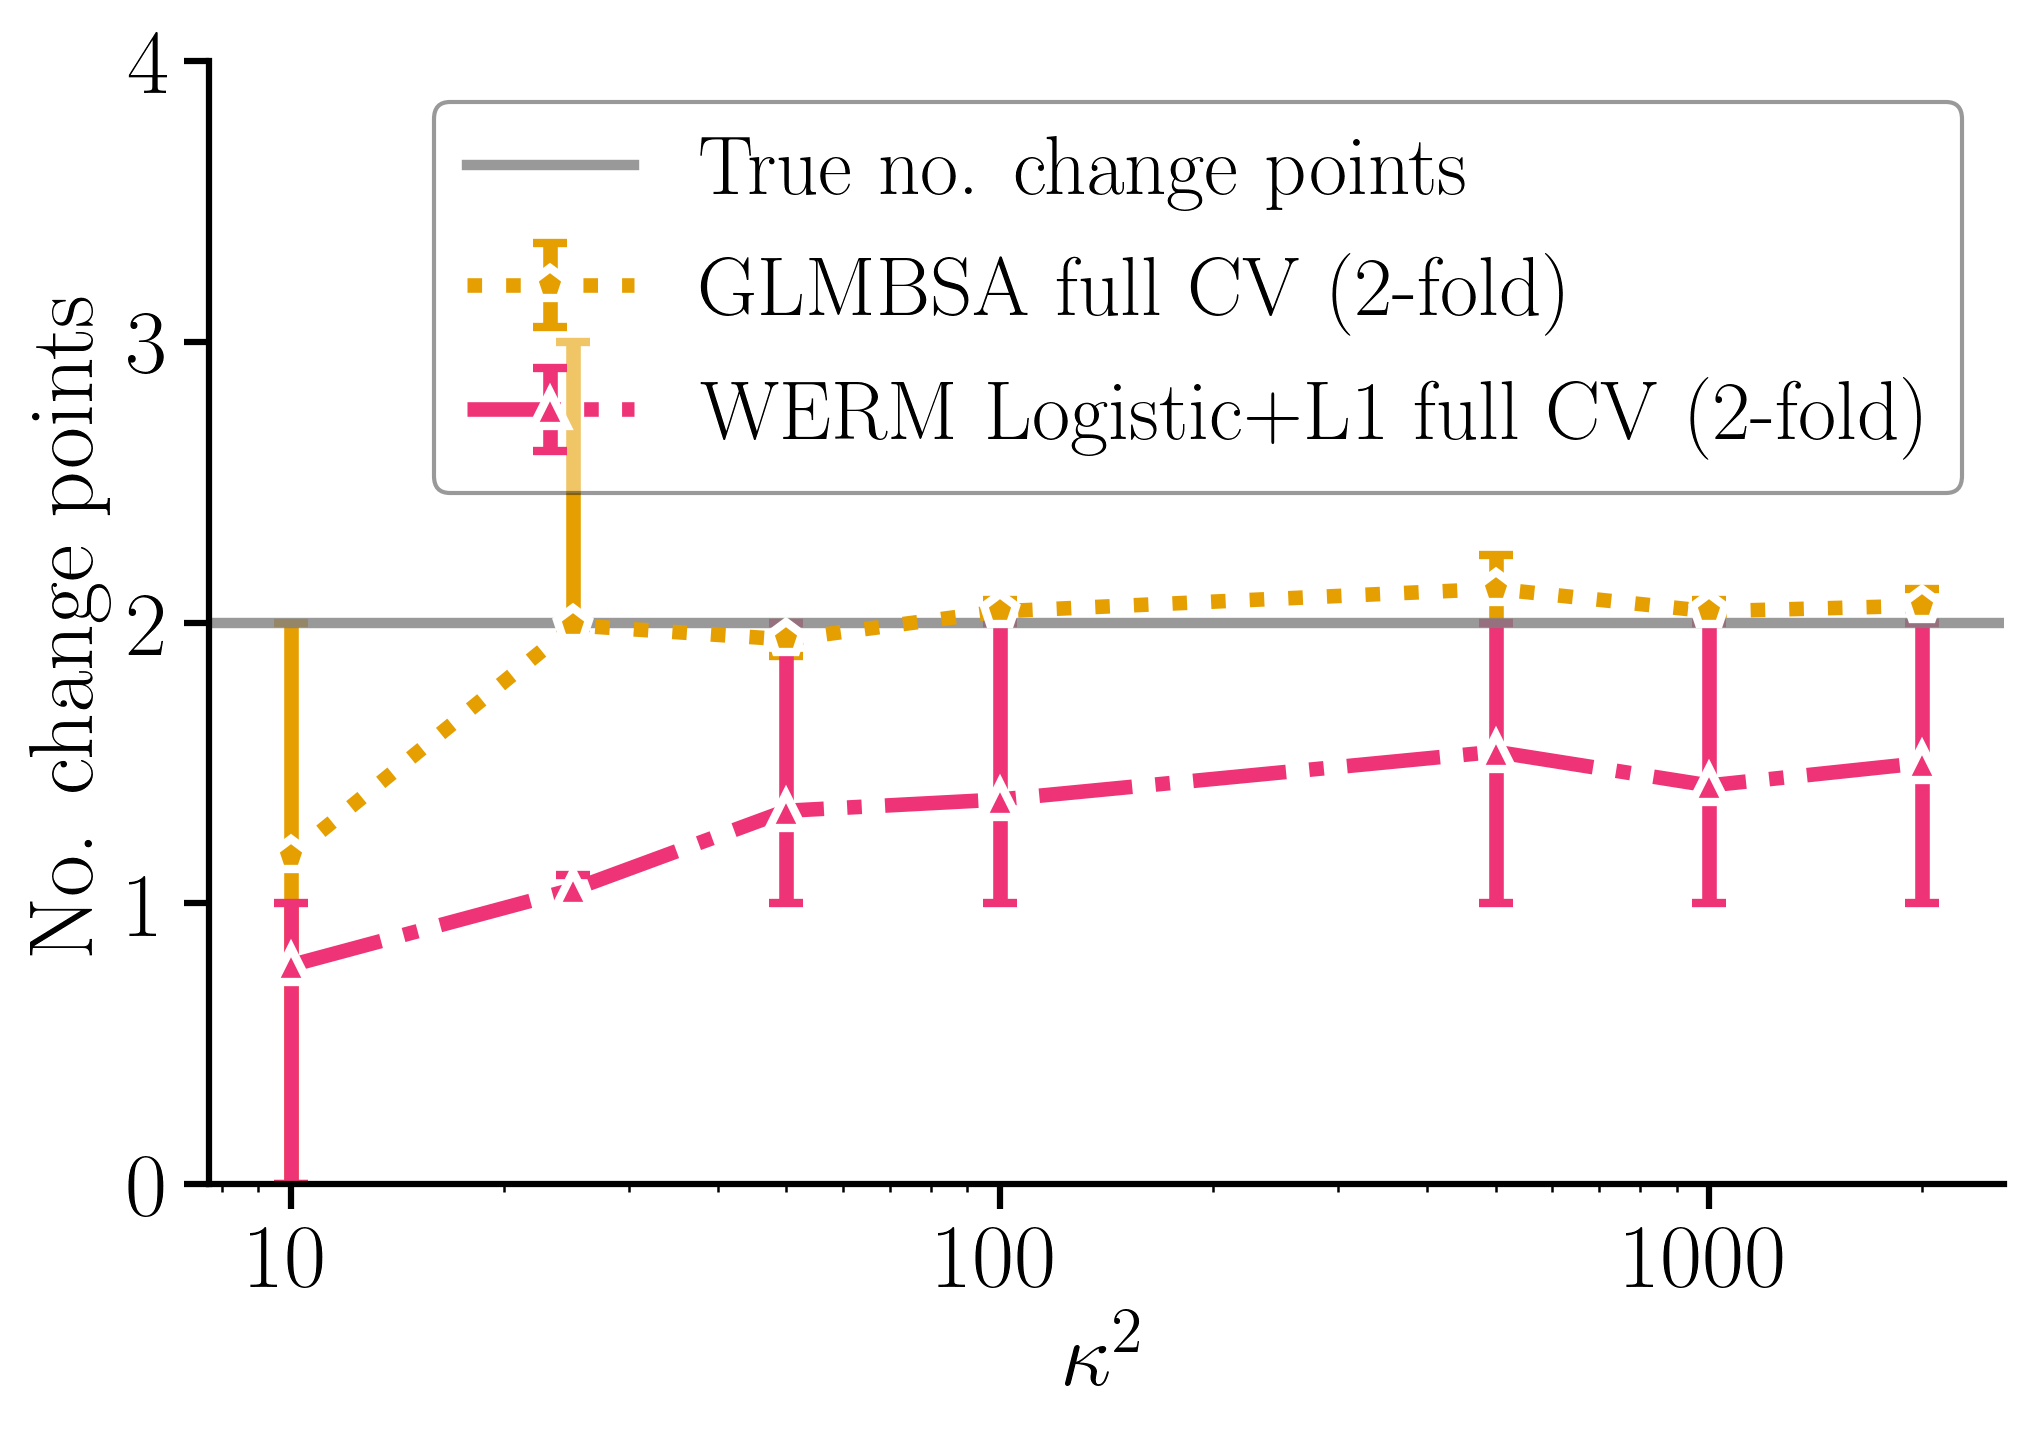 4
True no. change points
GLMBSA full CV (2-fold)
3
WERM Logistic+L1 full CV (2-fold)
No. change points
2
1
0
10 100 1000
κ²